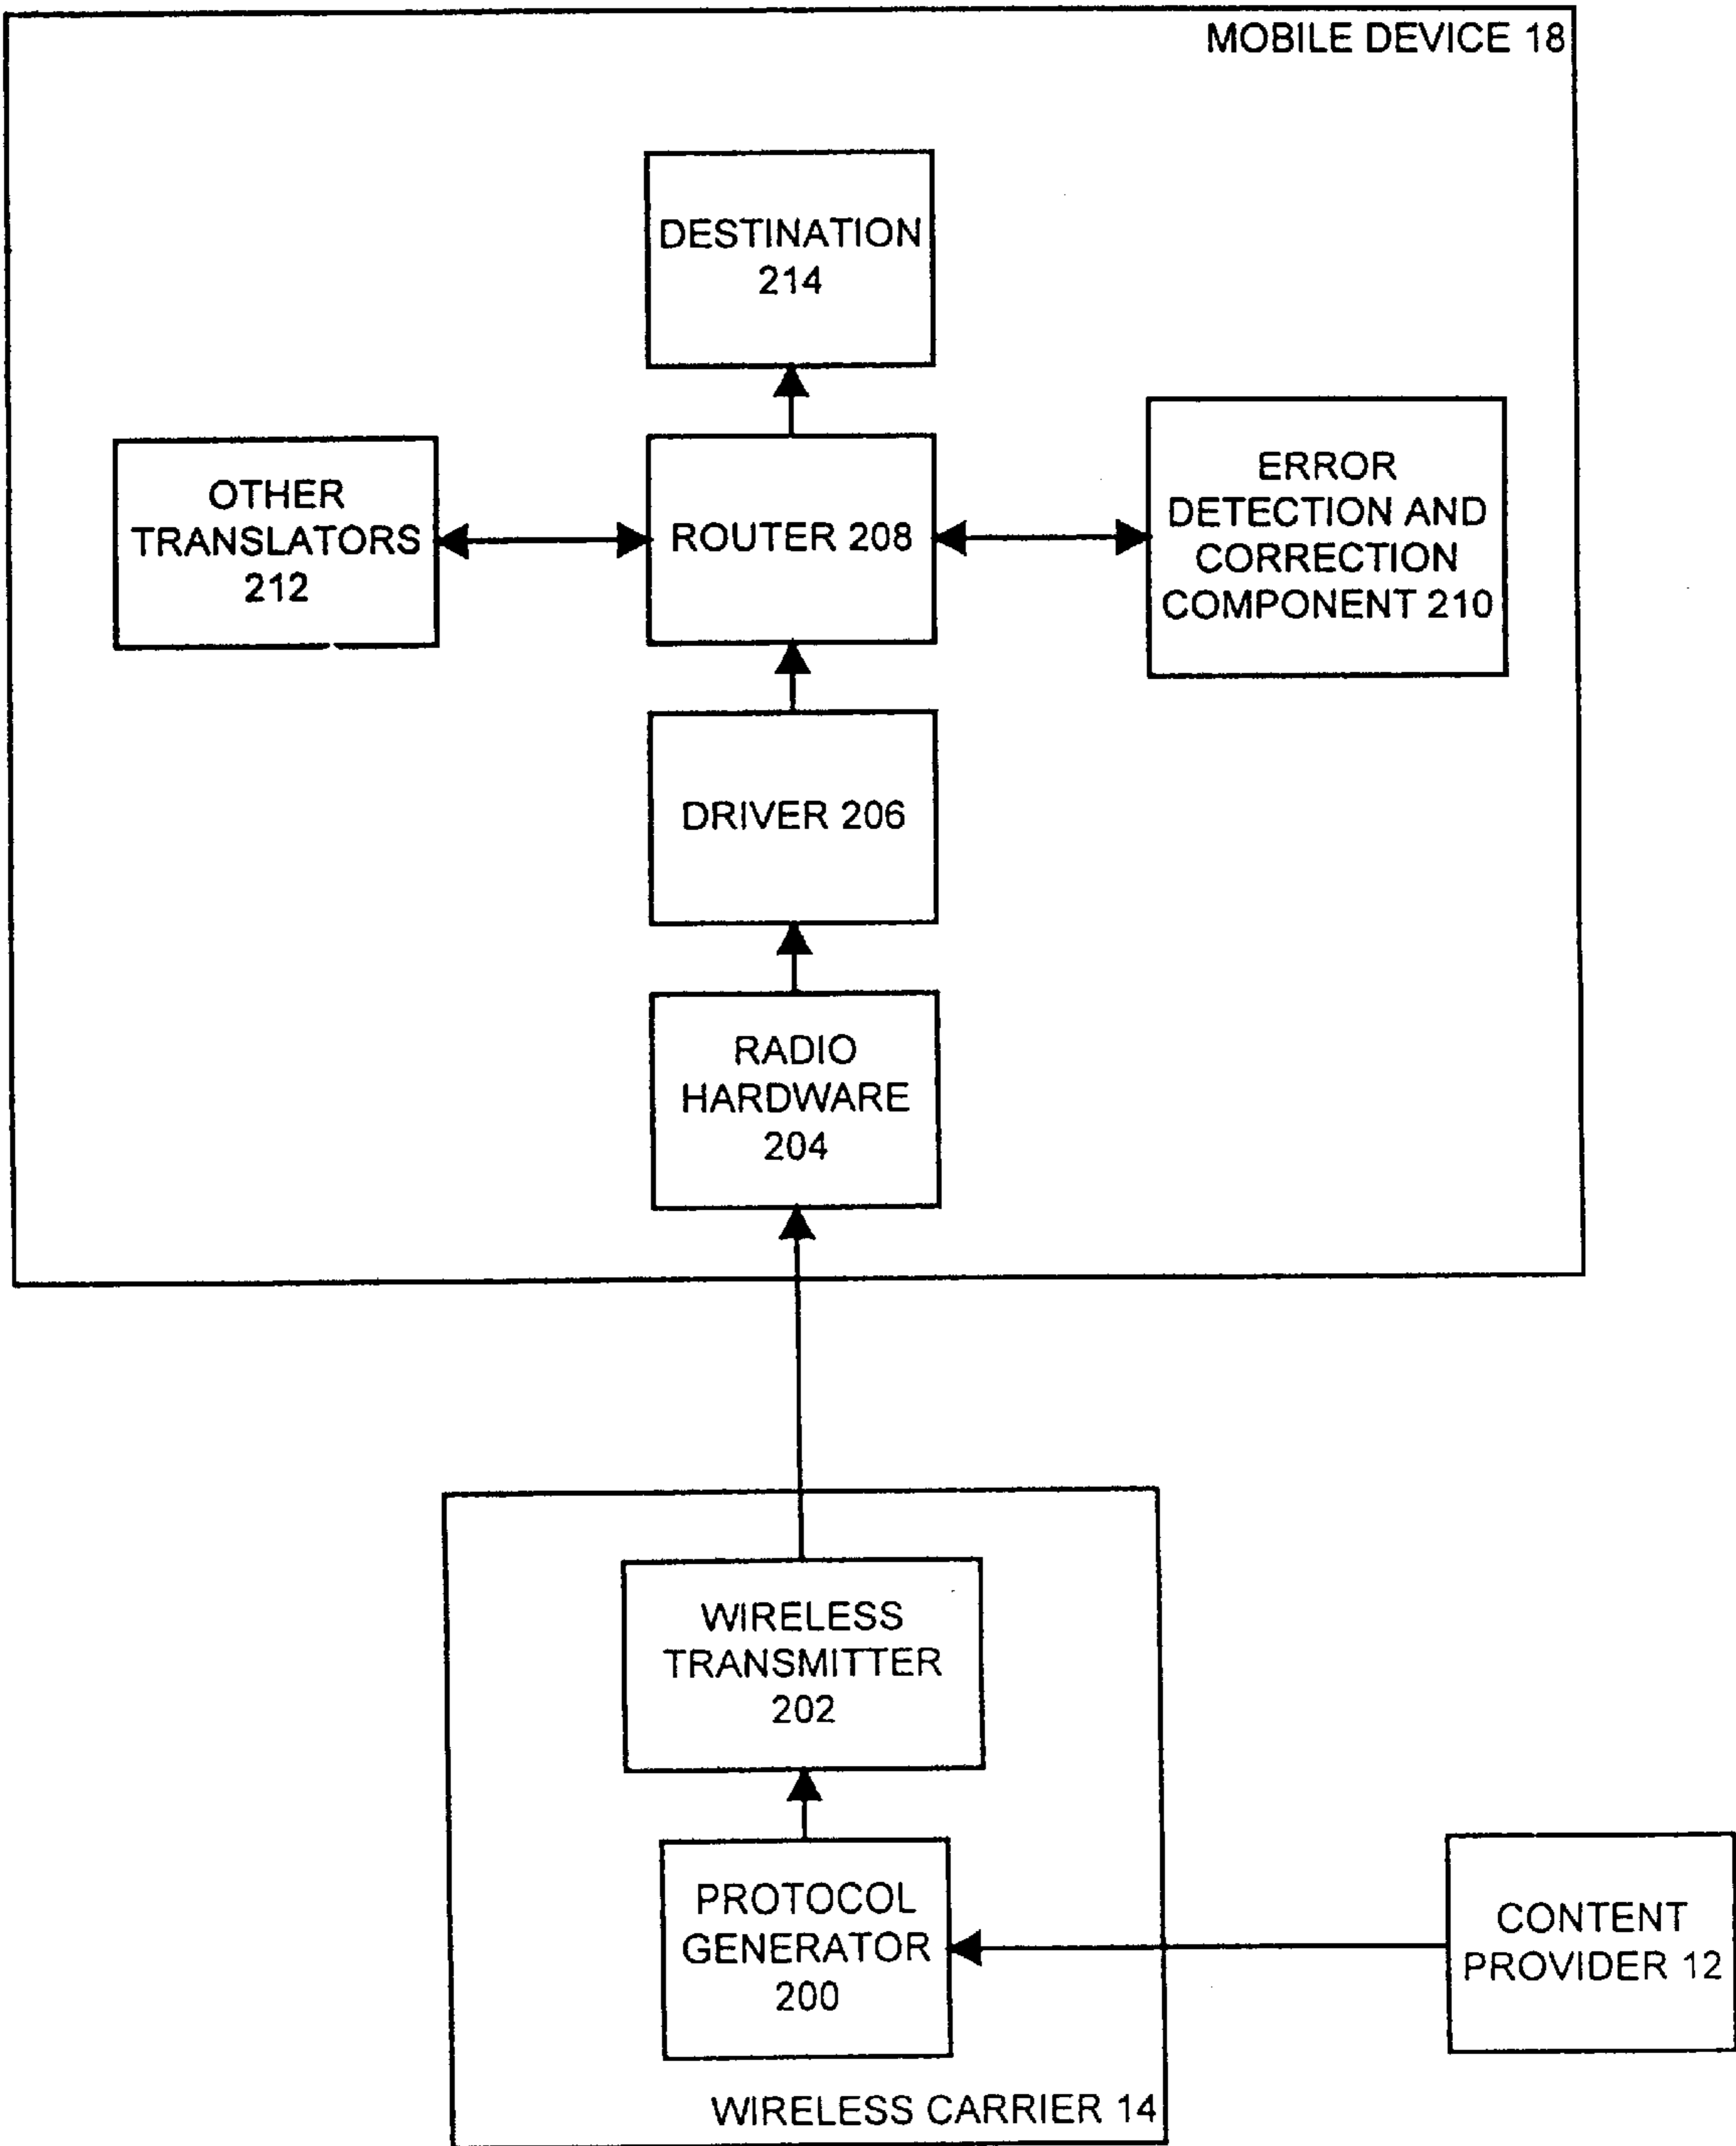 MOBILE DEVICE 18
DESTINATION
214
OTHER
TRANSLATORS
212
ROUTER 208
ERROR
DETECTION AND
CORRECTION
COMPONENT 210
DRIVER 206
RADIO
HARDWARE
204
WIRELESS
TRANSMITTER
202
PROTOCOL
GENERATOR
200
CONTENT
PROVIDER 12
WIRELESS CARRIER 14